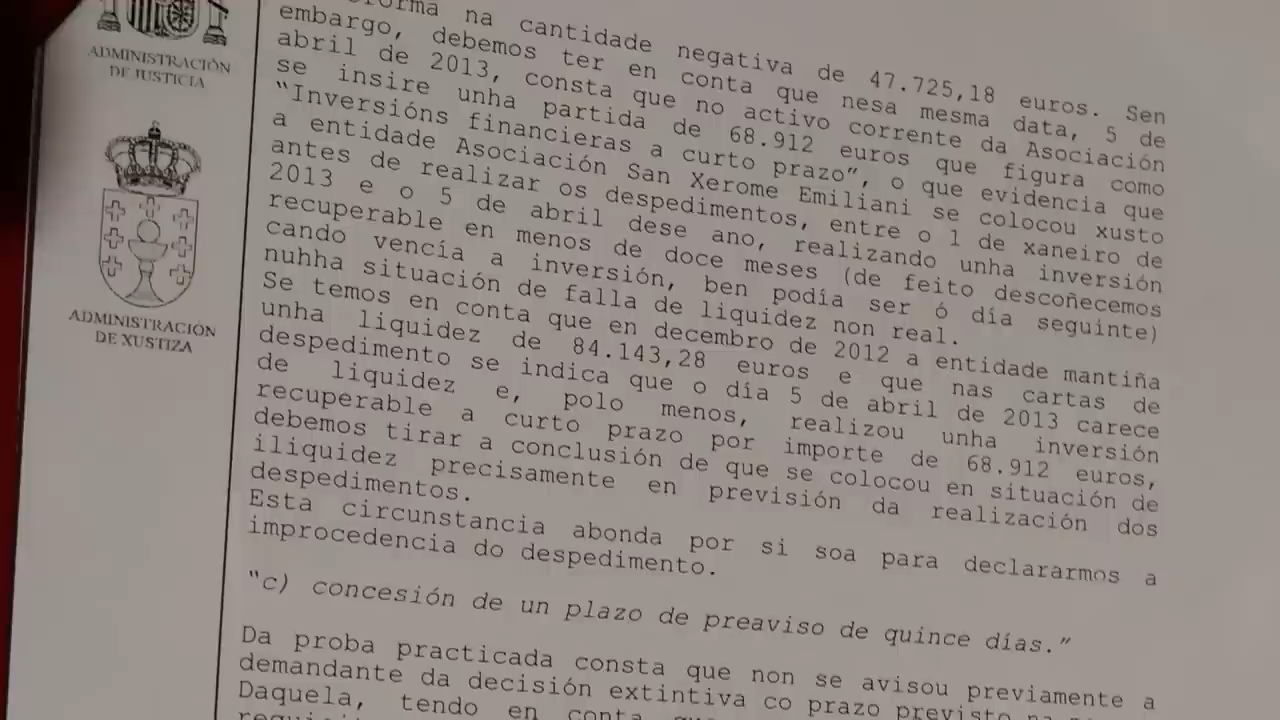 ADMINISTRACIÓN
DE JUSTICIA
ADMINISTRACIÓN
DE XUSTIZA
na cantidade negativa de 47.725,18 euros. Sen
embargo, debemos ter en conta que nesa mesma data, 5 de
abril de 2013, consta que no activo corrente da Asociación
se insire unha partida de 68.912 euros que figura como
“Inversións financieras a curto prazo”, o que evidencia que
a entidade Asociación San Xerome Emiliani se colocou xusto
antes de realizar os despedimentos, entre o 1 de xaneiro de
2013 e o 5 de abril dese ano, realizando unha inversión
recuperable en menos de doce meses (de feito descoñecemos
cando vencía a inversión, ben podía ser ó día seguinte)
nuhha situación de falla de liquidez non real.
Se temos en conta que en decembro de 2012 a entidade mantiña
unha liquidez de 84.143,28 euros e que nas cartas de
despedimento se indica que o día 5 de abril de 2013 carece
de liquidez e, polo menos, realizou unha inversión
recuperable a curto prazo por importe de 68.912 euros,
debemos tirar a conclusión de que se colocou en situación de
iliquidez precisamente en previsión da realización dos
despedimentos.
Esta circunstancia abonda por si soa para declararmos a
improcedencia do despedimento.
“c) concesión de un plazo de preaviso de quince días.”
Da proba practicada consta que non se avisou previamente a
demandante da decisión extintiva co prazo previsto na
Daquela, tendo en conta